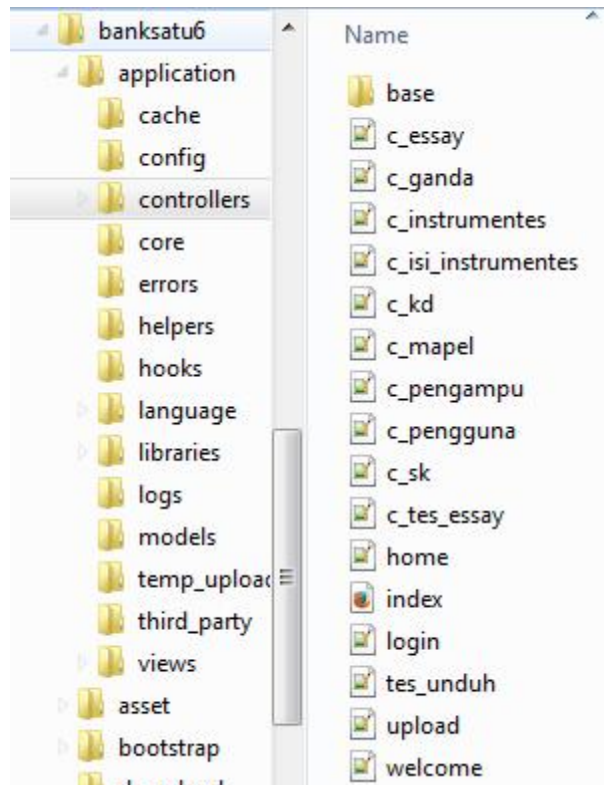 banksatu6
application
cache
config
controllers
core
errors
helpers
hooks
language
libraries
logs
models
third_party
views
asset
bootstrap
Name
base
c_essay
c_ganda
c_instrumentes
c_isi_instrumentes
c_kd
c_mapel
c_pengampu
c_pengguna
c_sk
c_tes_essay
home
index
login
tes_unduh
upload
welcome